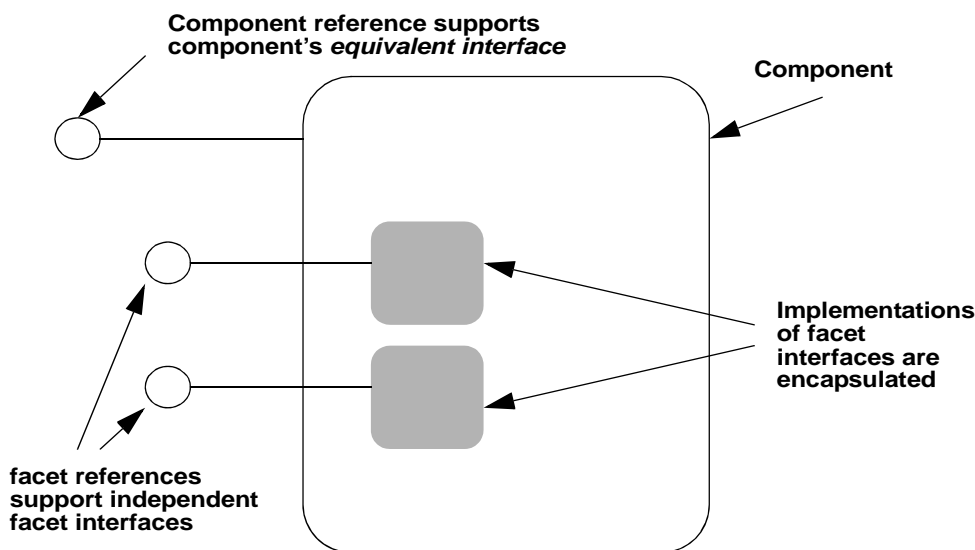 Component reference supports
component's equivalent interface
Component
Implementations
of facet
interfaces are
encapsulated
facet references
support independent
facet interfaces